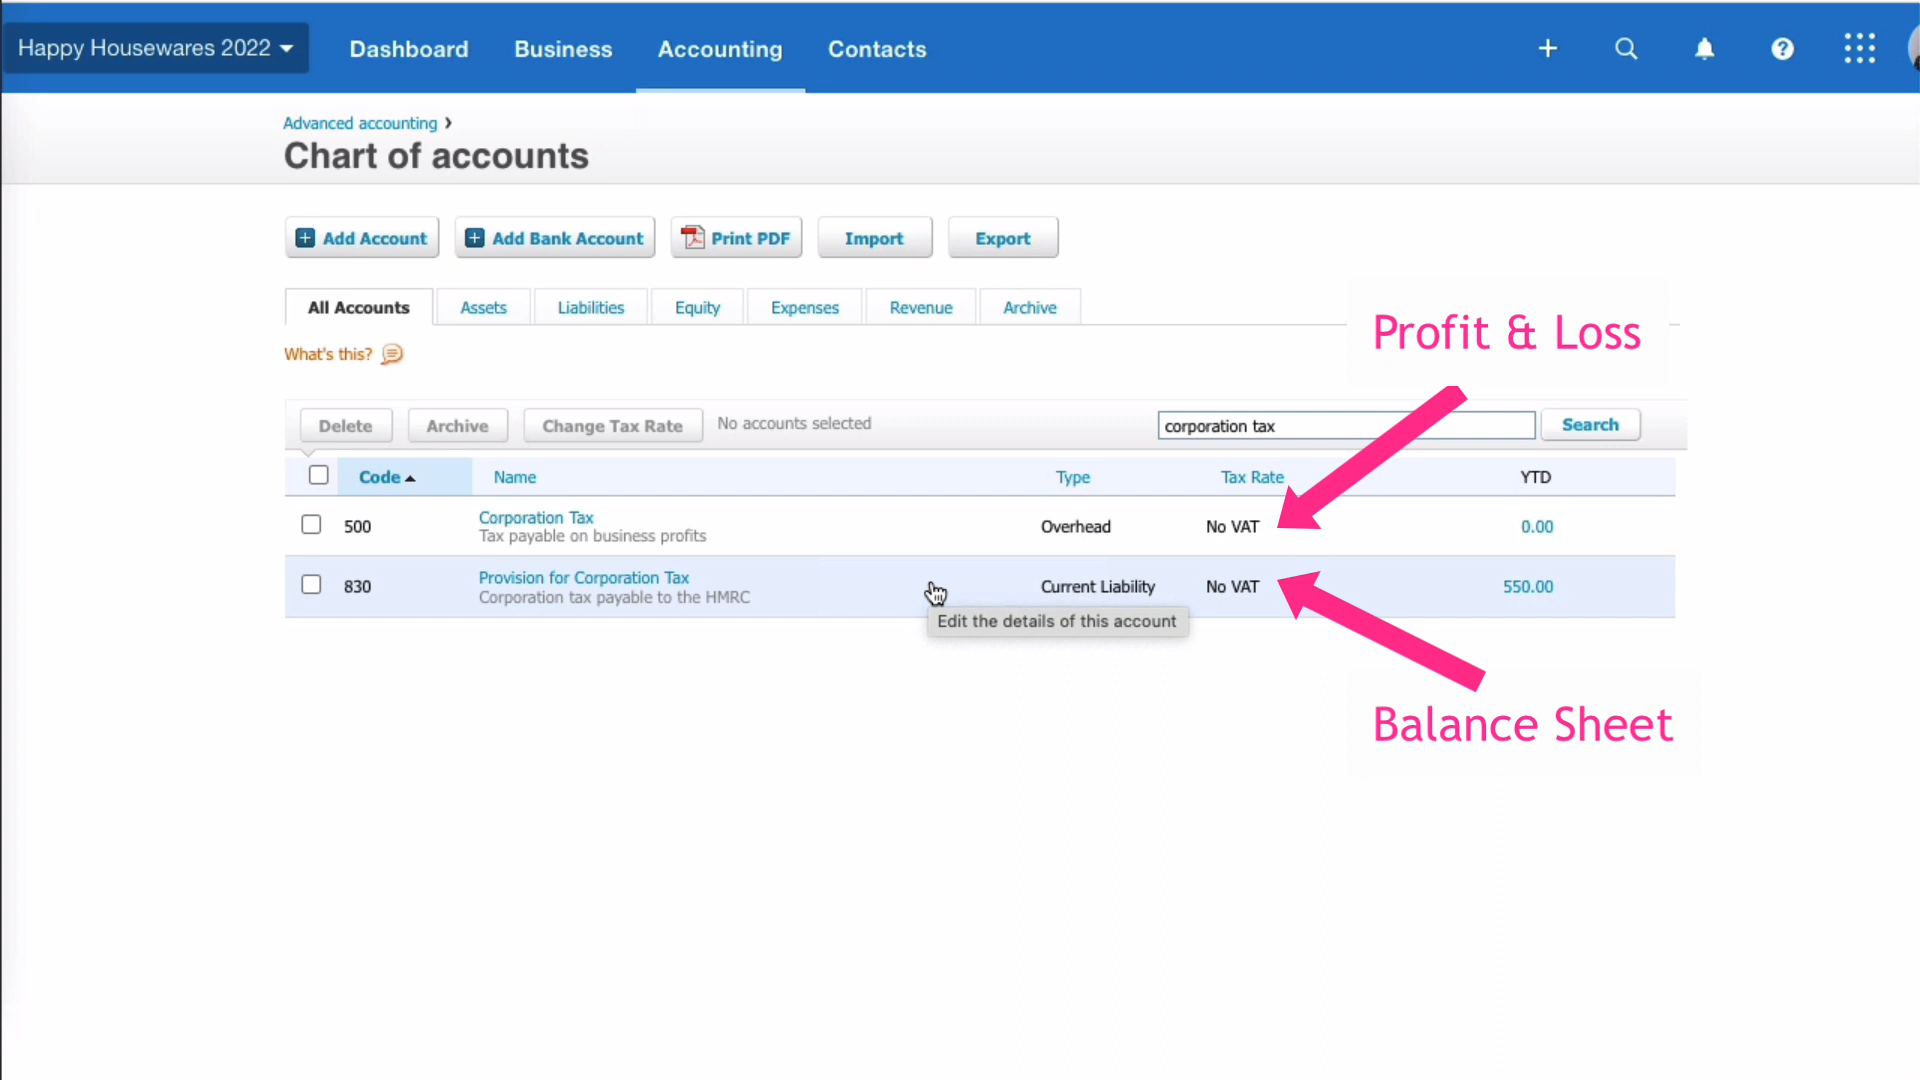 Happy Housewares 2022
Dashboard
Business
Accounting
Contacts
Advanced accounting
Chart of accounts
Add Account
Add Bank Account
Print PDF
Import
Export
All Accounts
Assets
Liabilities
Equity
Expenses
Revenue
Archive
What's this?
Profit & Loss
Delete
Archive
Change Tax Rate
No accounts selected
corporation tax
Search
Code
Name
Type
Tax Rate
YTD
500
Corporation Tax
Tax payable on business profits
Overhead
No VAT
0.00
830
Provision for Corporation Tax
Corporation tax payable to the HMRC
Current Liability
No VAT
550.00
Edit the details of this account
Balance Sheet